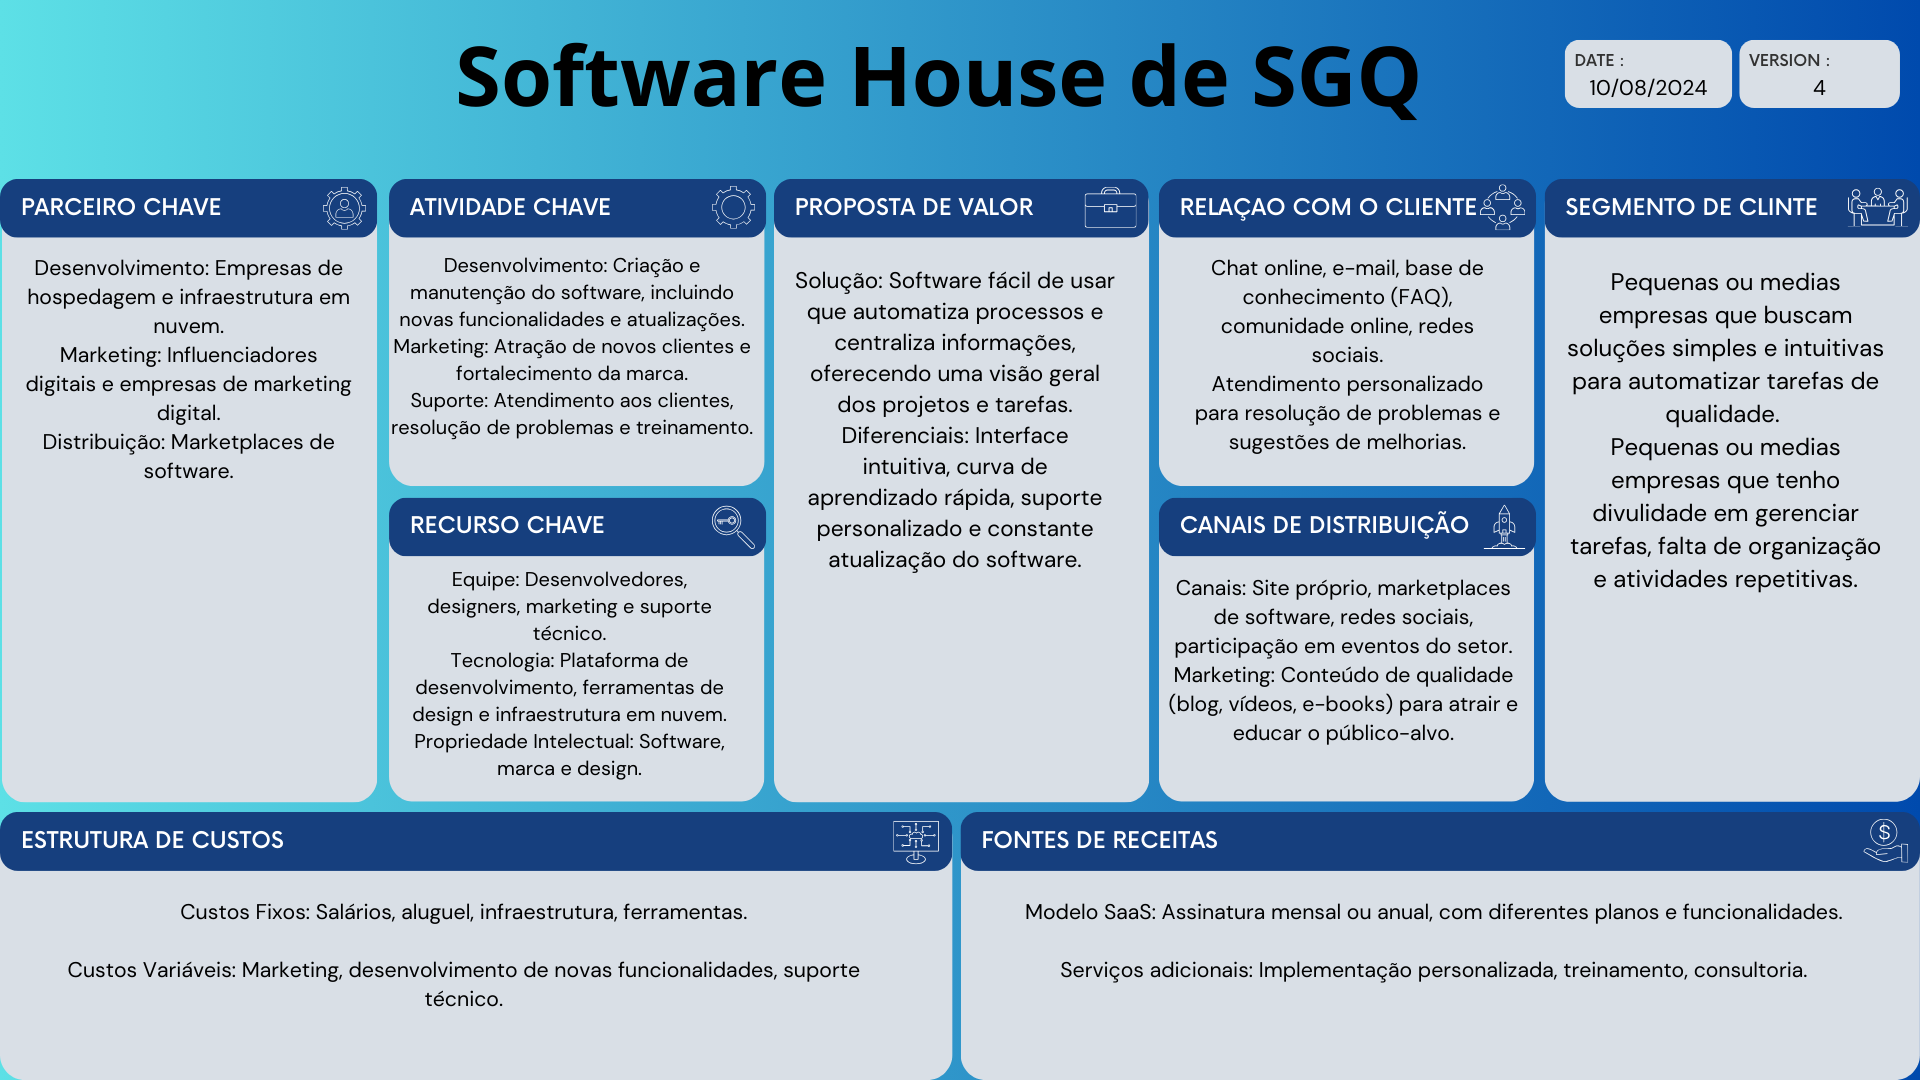 Software House de SGQ
DATE :
10/08/2024
VERSION :
4
PARCEIRO CHAVE
Desenvolvimento: Empresas de
hospedagem e infraestrutura em
nuvem.
Marketing: Influenciadores
digitais e empresas de marketing
digital.
Distribuição: Marketplaces de
software.
ATIVIDADE CHAVE
Desenvolvimento: Criação e
manutenção do software, incluindo
novas funcionalidades e atualizações.
Marketing: Atração de novos clientes e
fortalecimento da marca.
Suporte: Atendimento aos clientes,
resolução de problemas e treinamento.
RECURSO CHAVE
Equipe: Desenvolvedores,
designers, marketing e suporte
técnico.
Tecnologia: Plataforma de
desenvolvimento, ferramentas de
design e infraestrutura em nuvem.
Propriedade Intelectual: Software,
marca e design.
PROPOSTA DE VALOR
Solução: Software fácil de usar
que automatiza processos e
centraliza informações,
oferecendo uma visão geral
dos projetos e tarefas.
Diferenciais: Interface
intuitiva, curva de
aprendizado rápida, suporte
personalizado e constante
atualização do software.
RELAÇAO COM O CLIENTE
Chat online, e-mail, base de
conhecimento (FAQ),
comunidade online, redes
sociais.
Atendimento personalizado
para resolução de problemas e
sugestões de melhorias.
CANAIS DE DISTRIBUIÇÃO
Canais: Site próprio, marketplaces
de software, redes sociais,
participação em eventos do setor.
Marketing: Conteúdo de qualidade
(blog, vídeos, e-books) para atrair e
educar o público-alvo.
SEGMENTO DE CLINTE
Pequenas ou medias
empresas que buscam
soluções simples e intuitivas
para automatizar tarefas de
qualidade.
Pequenas ou medias
empresas que tenho
divulidade em gerenciar
tarefas, falta de organização
e atividades repetitivas.
ESTRUTURA DE CUSTOS
Custos Fixos: Salários, aluguel, infraestrutura, ferramentas.
Custos Variáveis: Marketing, desenvolvimento de novas funcionalidades, suporte
técnico.
FONTES DE RECEITAS
Modelo SaaS: Assinatura mensal ou anual, com diferentes planos e funcionalidades.
Serviços adicionais: Implementação personalizada, treinamento, consultoria.